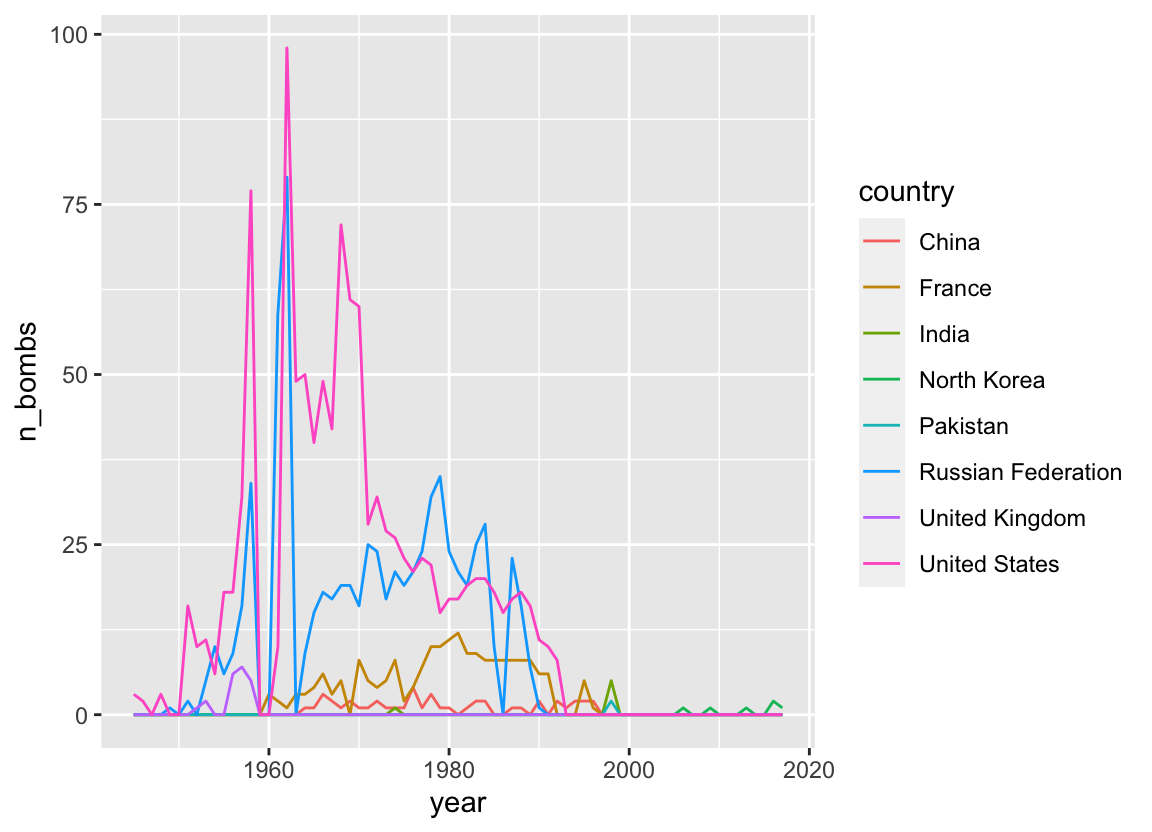 100
75
50
25
0
n_bombs
1960
1980
2000
2020
year
country
China
France
India
North Korea
Pakistan
Russian Federation
United Kingdom
United States